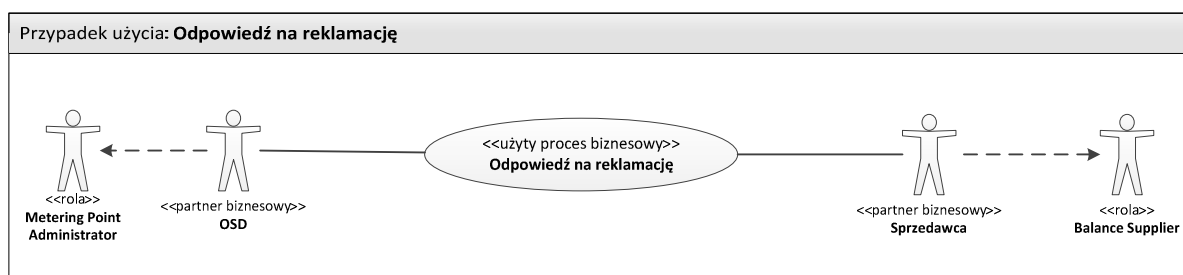 Przypadek użycia: Odpowiedź na reklamację
<<użyty proces biznesowy>>
Odpowiedź na reklamację
<<rola>>
Metering Point
Administrator
<<partner biznesowy>>
OSD
<<partner biznesowy>>
Sprzedawca
<<rola>>
Balance Supplier